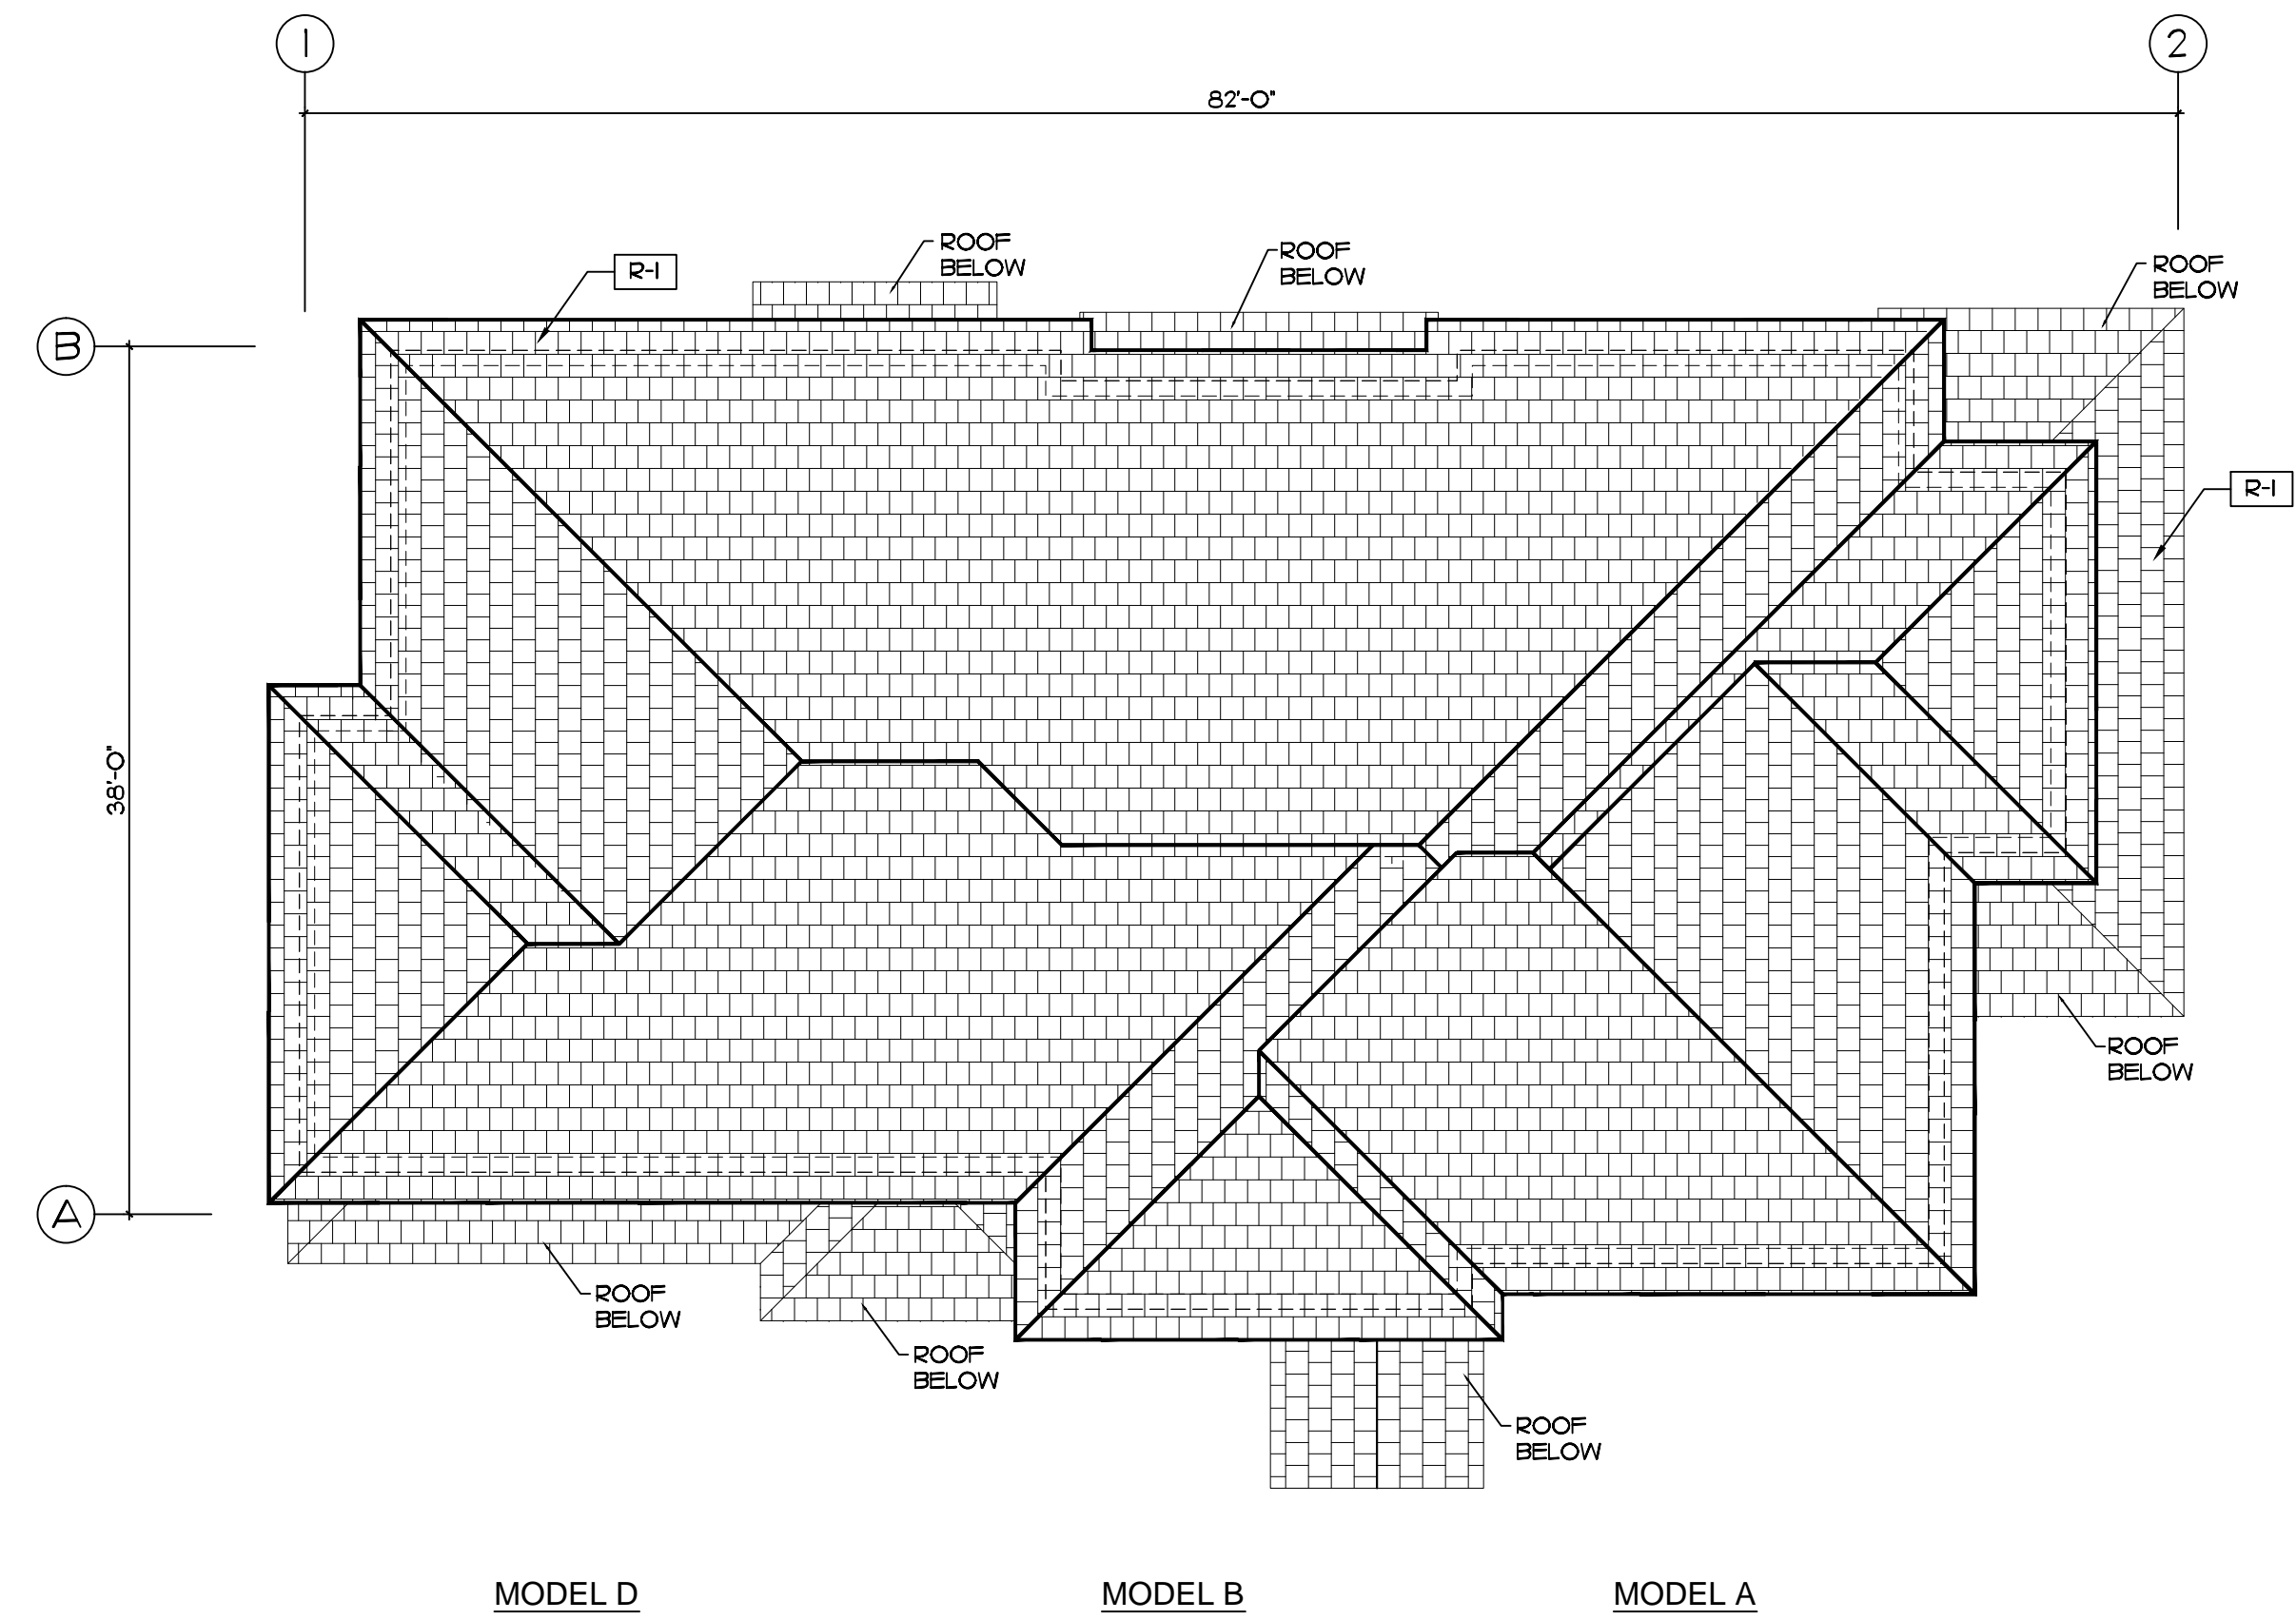 1
2
82'-0"
ROOF
BELOW
ROOF
BELOW
ROOF
BELOW
R-1
B
R-1
38'-0"
ROOF
BELOW
A
ROOF
BELOW
ROOF
BELOW
ROOF
BELOW
MODEL D
MODEL B
MODEL A